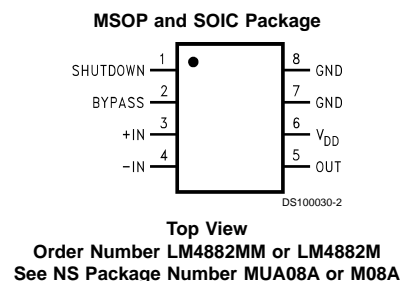 MSOP and SOIC Package
SHUTDOWN 1
BYPASS 2
+IN 3
−IN 4
8 GND
7 GND
6 VDD
5 OUT
DS100030-2
Top View
Order Number LM4882MM or LM4882M
See NS Package Number MUA08A or M08A